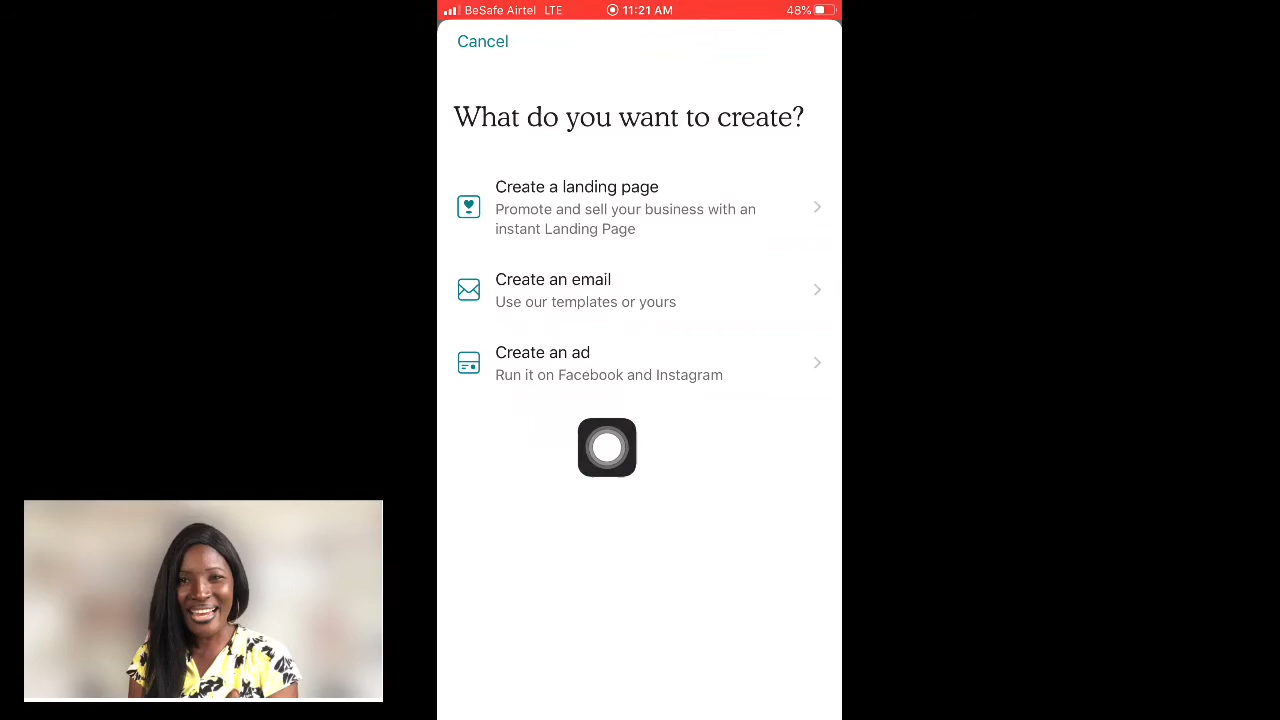 BeSafe Airtel LTE 11:21 AM 48%
Cancel
What do you want to create?
Create a landing page
Promote and sell your business with an
instant Landing Page
Create an email
Use our templates or yours
Create an ad
Run it on Facebook and Instagram